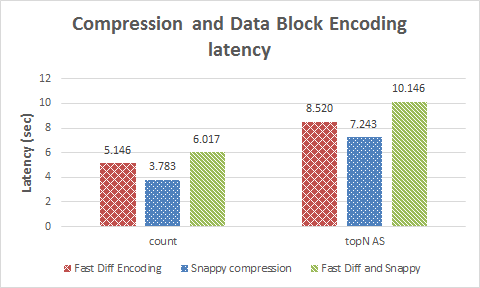 Compression and Data Block Encoding
latency
Latency (sec)
12
10
8
6
4
2
0
5.146
3.783
6.017
8.520
7.243
10.146
count
topN AS
Fast Diff Encoding
Snappy compression
Fast Diff and Snappy